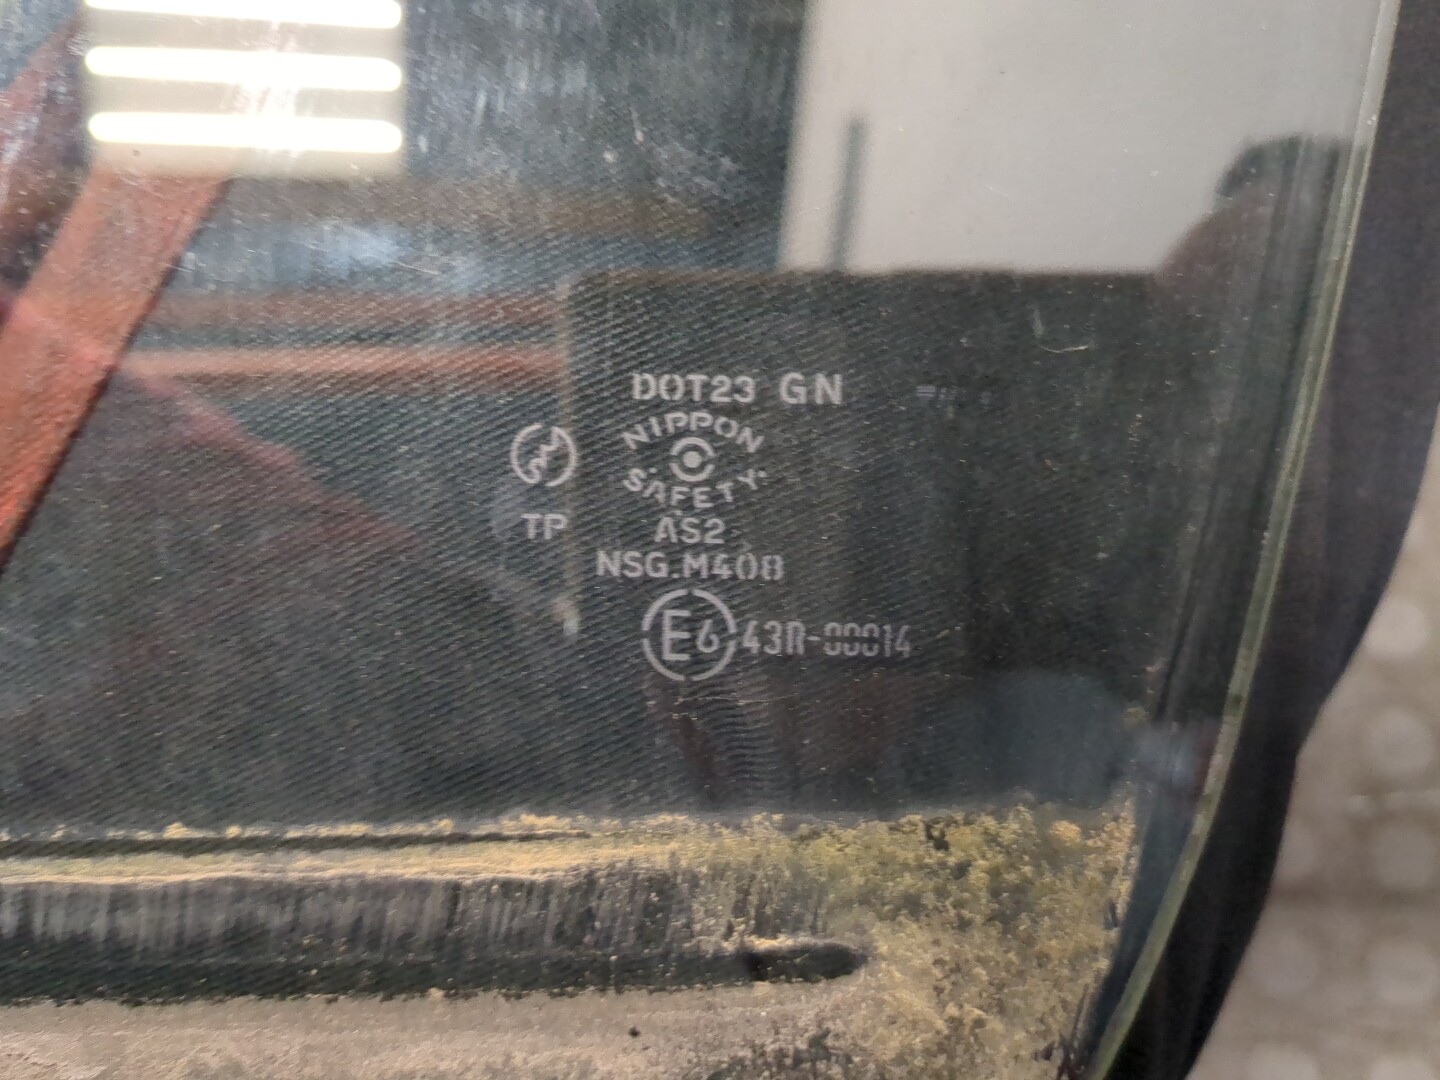 DOT23 GN
NIPPON
SAFETY
TP
AS2
NSG.M408
E6 43R-00014